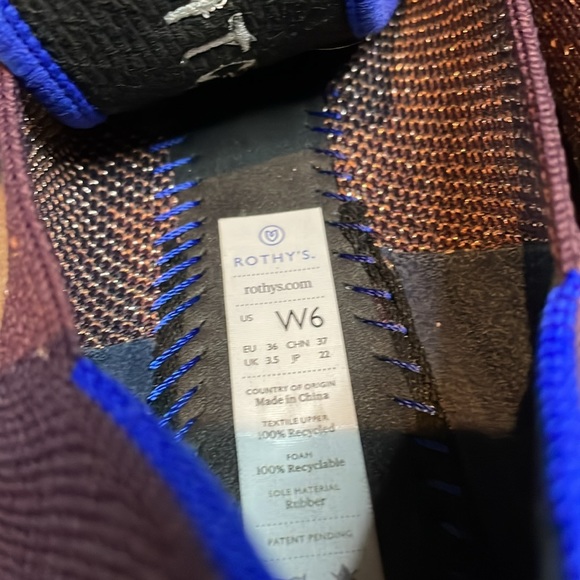 ROTHY'S.
rothys.com
US W6
EU 36 CHN 37
UK 3.5 JP 22
COUNTRY OF ORIGIN
Made in China
TEXTILE UPPER
100% Recycled
FOAM
100% Recyclable
SOLE MATERIAL
Rubber
PATENT PENDING